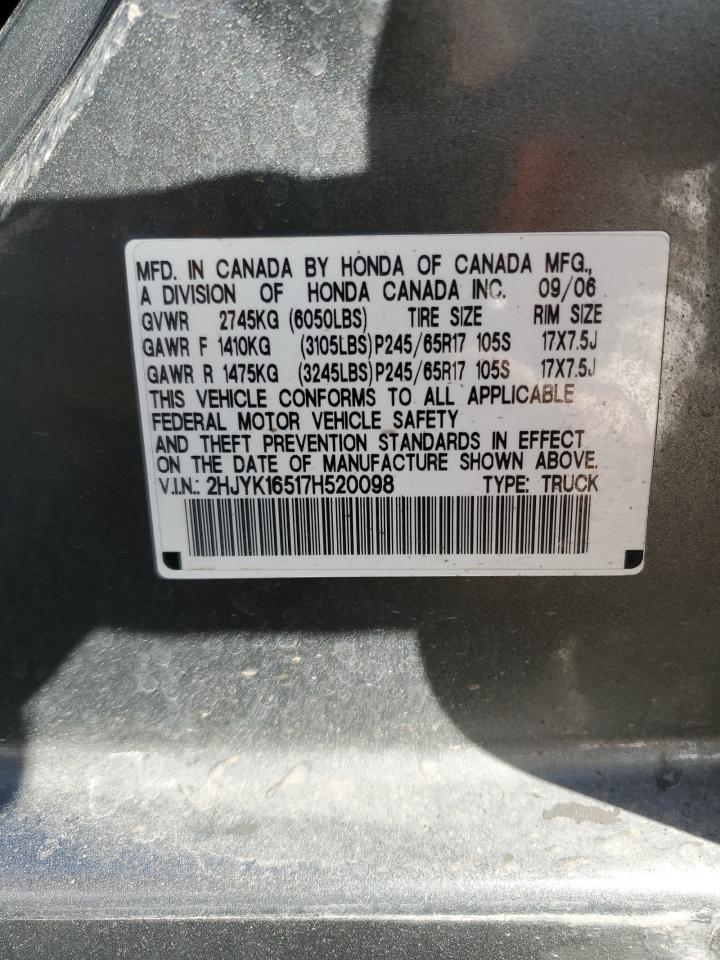 MFD. IN CANADA BY HONDA OF CANADA MFG.,
A DIVISION OF HONDA CANADA INC. 09/06
GVWR 2745KG (6050LBS) TIRE SIZE RIM SIZE
GAWR F 1410KG (3105LBS) P245/65R17 105S 17X7.5J
GAWR R 1475KG (3245LBS) P245/65R17 105S 17X7.5J
THIS VEHICLE CONFORMS TO ALL APPLICABLE
FEDERAL MOTOR VEHICLE SAFETY
AND THEFT PREVENTION STANDARDS IN EFFECT
ON THE DATE OF MANUFACTURE SHOWN ABOVE.
V.I.N.: 2HJYK16517H520098 TYPE: TRUCK